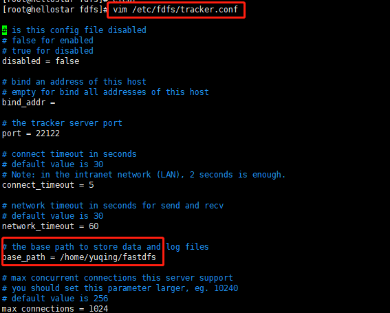 [root@hellostar fdfs]# vim /etc/fdfs/tracker.conf
# is this config file disabled
# false for enabled
# true for disabled
disabled = false
# bind an address of this host
# empty for bind all addresses of this host
bind_addr =
# the tracker server port
port = 22122
# connect timeout in seconds
# default value is 30
# Note: in the intranet network (LAN), 2 seconds is enough.
connect_timeout = 5
# network timeout in seconds for send and recv
# default value is 30
network_timeout = 60
# the base path to store data and log files
base_path = /home/yuqing/fastdfs
# max concurrent connections this server support
# you should set this parameter larger, eg. 10240
# default value is 256
max_connections = 1024